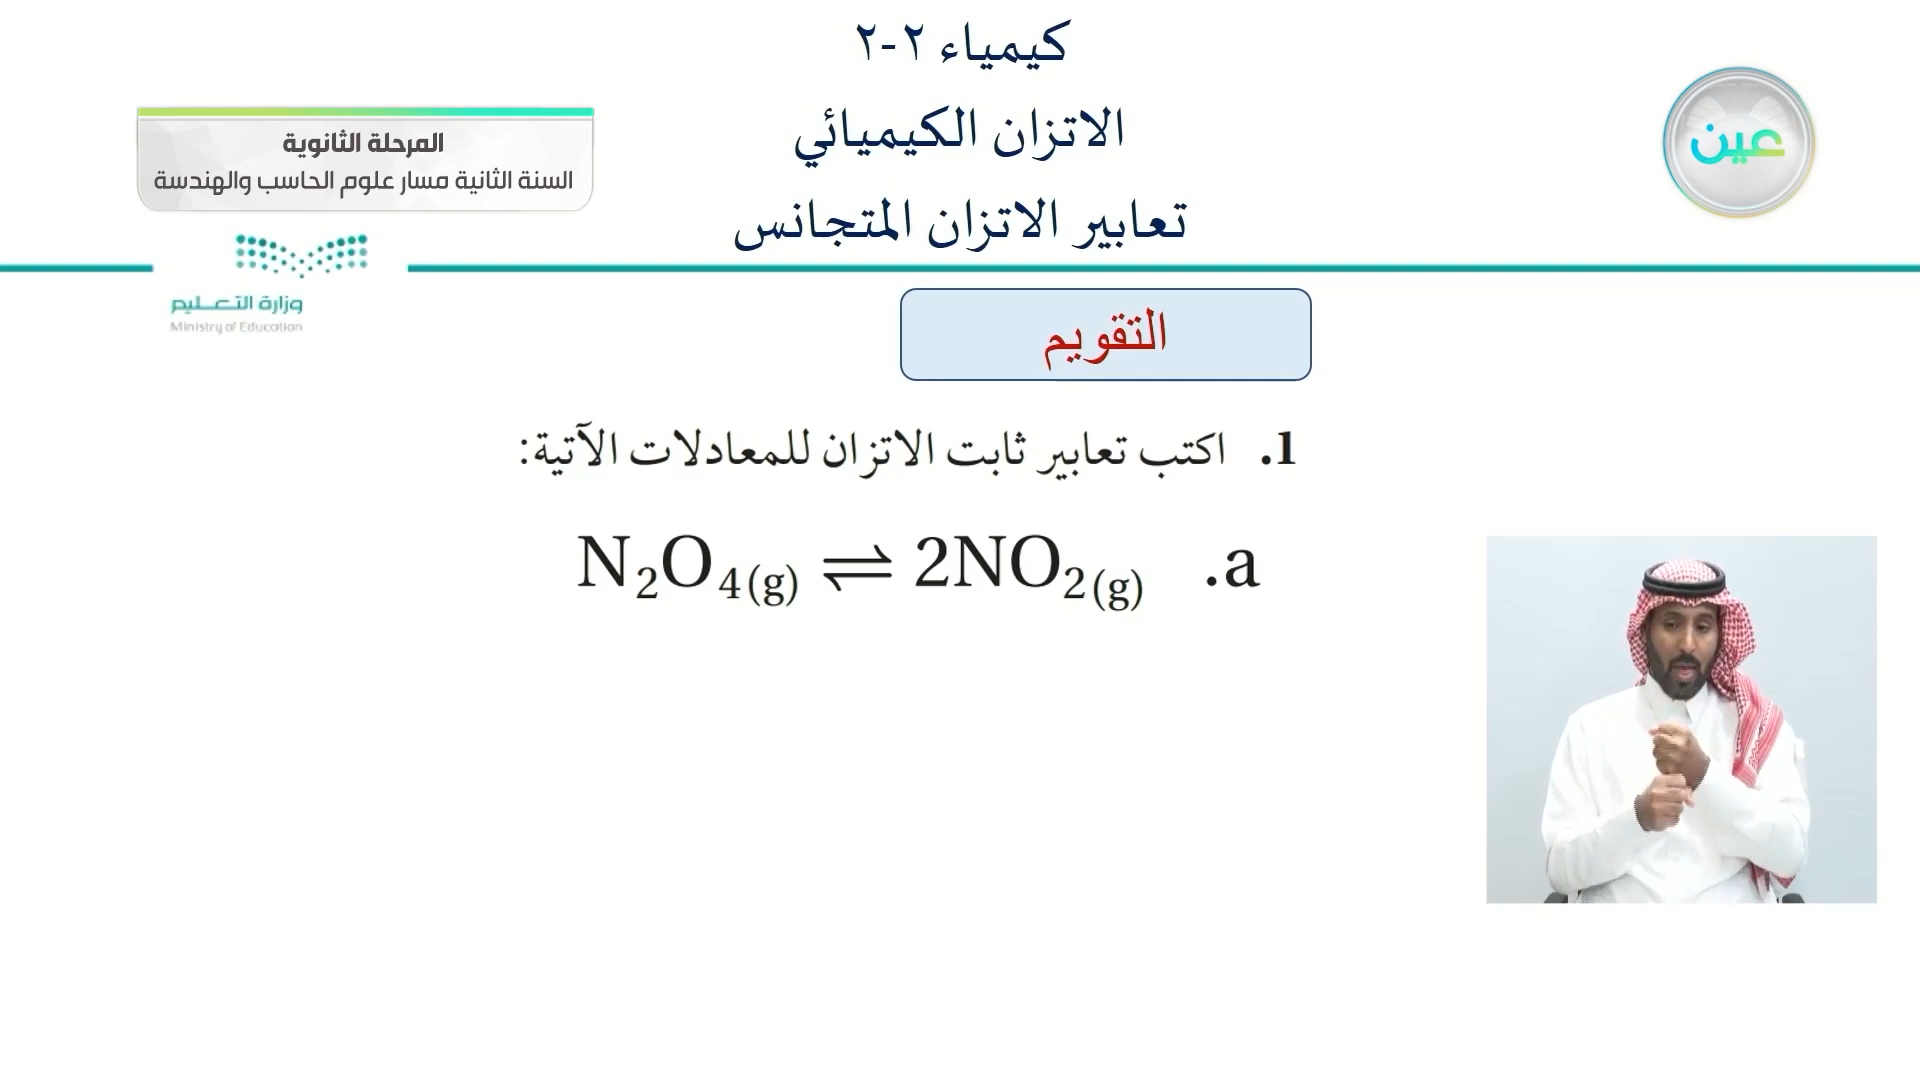 كيمياء ٢-٢
الاتزان الكيميائي
تعابير الاتزان المتجانس
المرحلة الثانوية
السنة الثانية مسار علوم الحاسب والهندسة
عين
وزارة التعليم
Ministry of Education
التقويم
1. اكتب تعابير ثابت الاتزان للمعادلات الآتية:
N₂O₄(g) ⇌ 2NO₂(g) .a